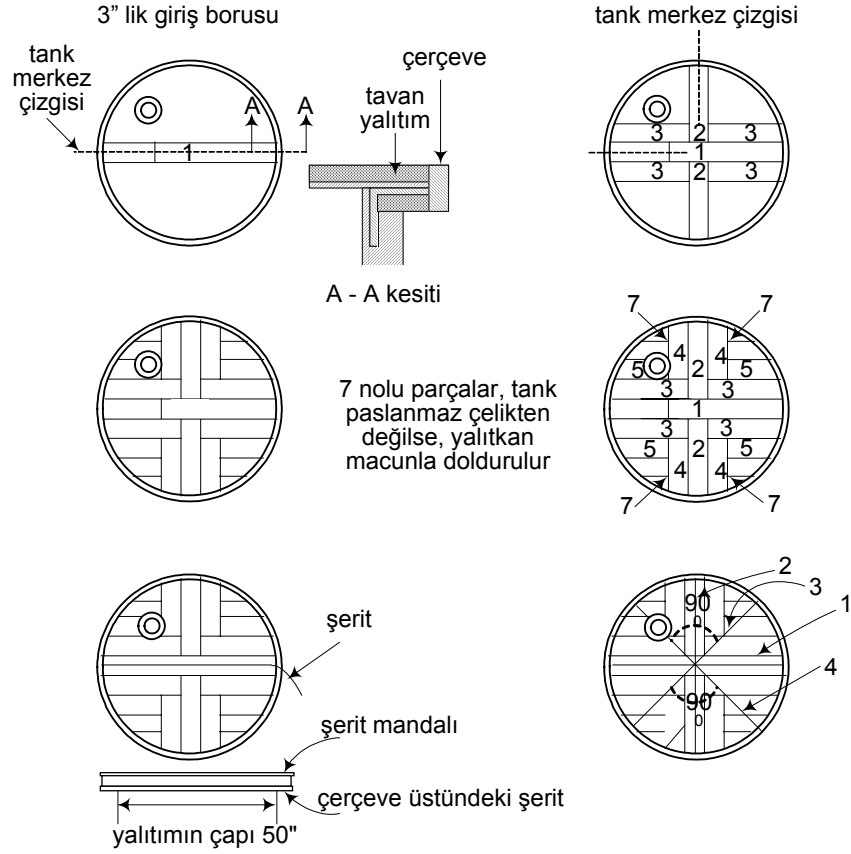 3” lik giriş borusu
tank merkez çizgisi
tank
merkez
çizgisi
A
A
çerçeve
tavan
yalıtım
1
3
2
3
1
3
2
3
A - A kesiti
7 nolu parçalar, tank
paslanmaz çelikten
değilse, yalıtkan
macunla doldurulur
7
7
4
4
5
2
5
3
3
1
3
3
5
2
5
4
4
7
7
şerit
şerit mandalı
çerçeve üstündeki şerit
yalıtımın çapı 50"
2
3
1
4
90
0
90
0